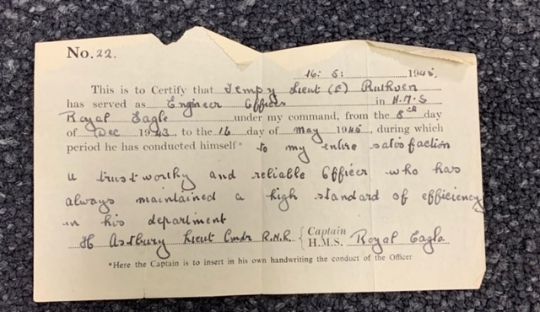 No. 22.
16: 5: 1945.
This is to Certify that Tempy Lieut (E) Ruthven
has served as Engineer Officer in H.M.S
Royal Eagle under my command, from the 8th day
of Dec 1943 to the 16 day of May 1945, during which
period he has conducted himself* to my entire satisfaction
a trustworthy and reliable Officer who has
always maintained a high standard of efficiency
in his department
H Astbury Lieut Cmdr R.N.R. { Captain
H.M.S. Royal Eagle
*Here the Captain is to insert in his own handwriting the conduct of the Officer